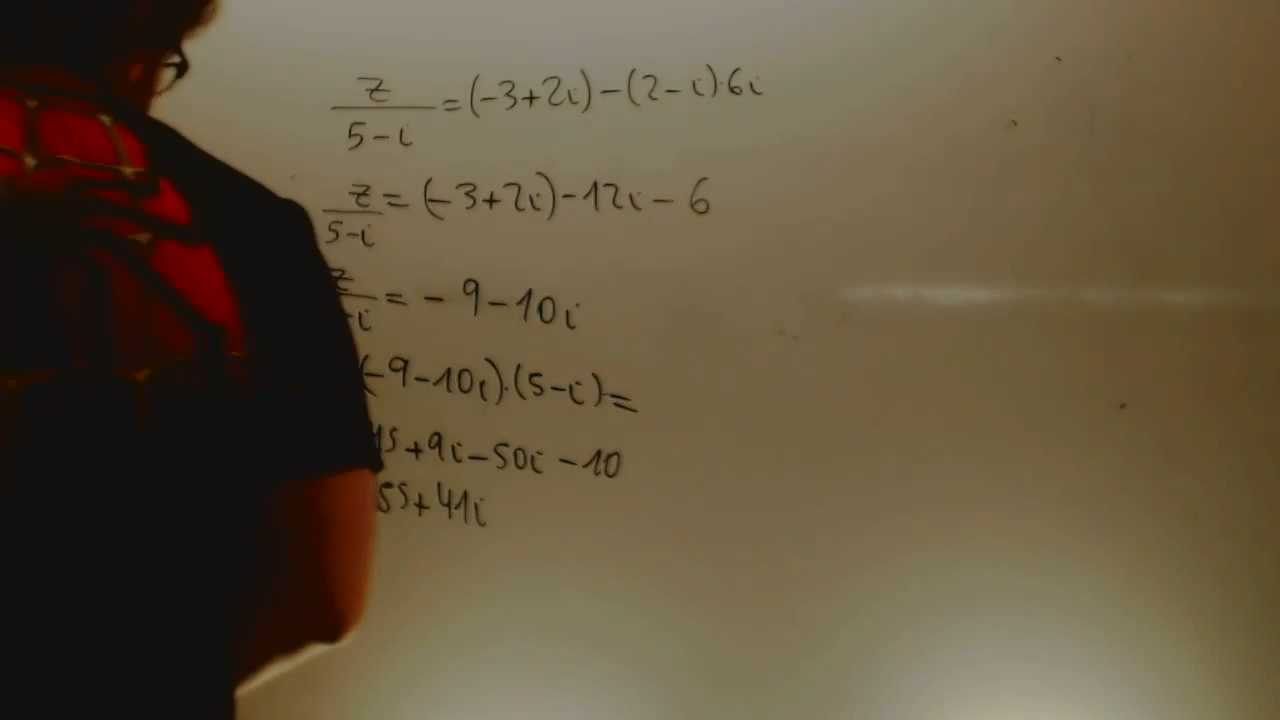 z/(5-i) = (-3+2i)-(2-i)·6i
z/(5-i) = (-3+2i)-12i-6
z/-i = -9-10i
(-9-10i)·(5-i)=
45+9i-50i-10
55+41i